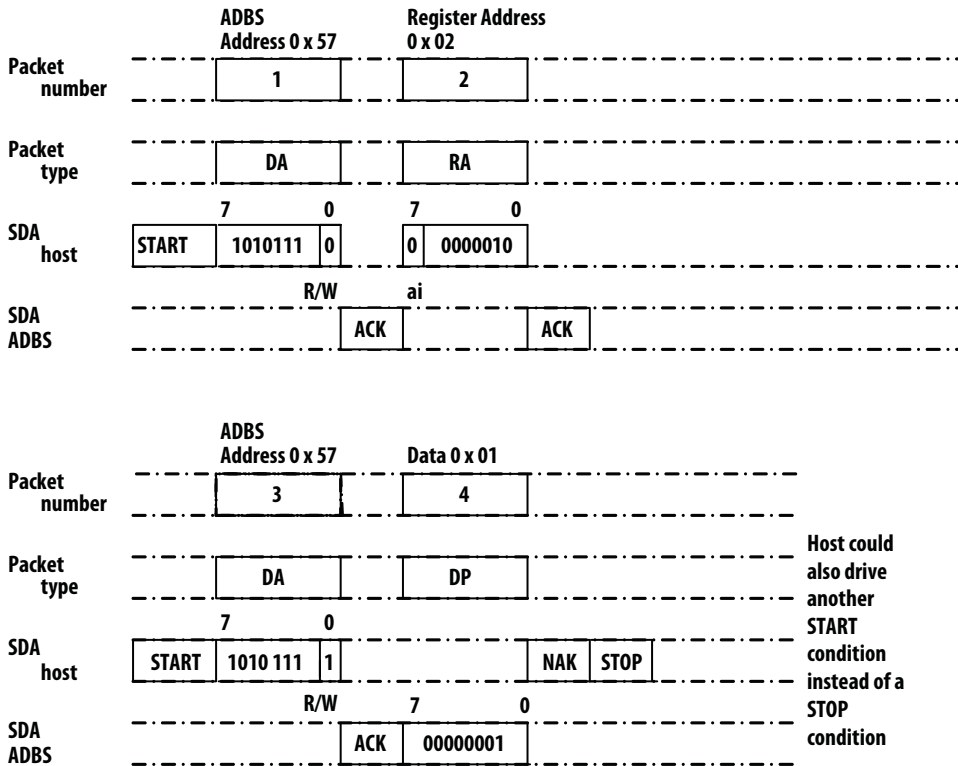 ADBS Register Address
Address 0 x 57 0 x 02
Packet
number
1 2
Packet
type
DA RA
7 0 7 0
SDA
host
START 1010111 0 0 0000010
R/W ai
SDA
ADBS
ACK ACK
ADBS
Address 0 x 57 Data 0 x 01
Packet
number
3 4
Packet
type
DA DP
7 0
SDA
host
START 1010 111 1 NAK STOP
R/W 7 0
SDA
ADBS
ACK 00000001
Host could
also drive
another
START
condition
instead of a
STOP
condition